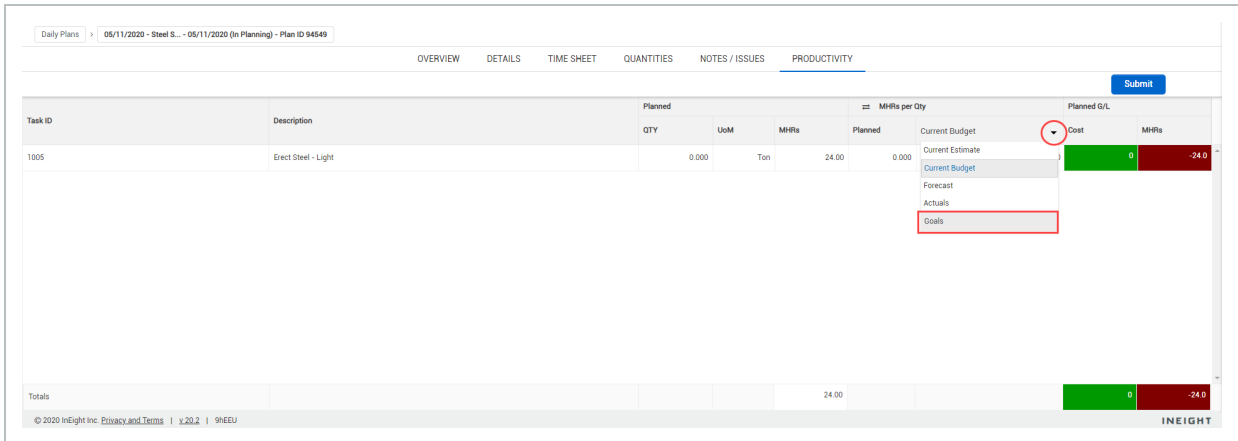 Daily Plans > 05/11/2020 - Steel S... - 05/11/2020 (In Planning) - Plan ID 94549
OVERVIEW DETAILS TIME SHEET QUANTITIES NOTES / ISSUES PRODUCTIVITY
Submit
Task ID Description Planned MHRs per Qty Planned G/L
QTY UoM MHRs Planned Current Budget Cost MHRs
1005 Erect Steel - Light 0.000 Ton 24.00 0.000 0 -24.0
Current Estimate
Current Budget
Forecast
Actuals
Goals
Totals 24.00 0 -24.0
© 2020 InEight Inc. Privacy and Terms | v 20.2 | 9hEEU INEIGHT